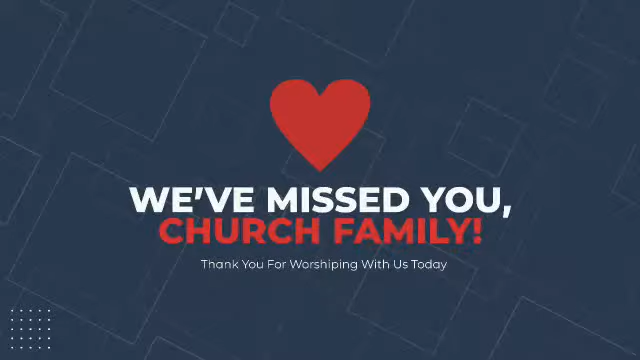 WE'VE MISSED YOU,
CHURCH FAMILY!
Thank You For Worshiping With Us Today